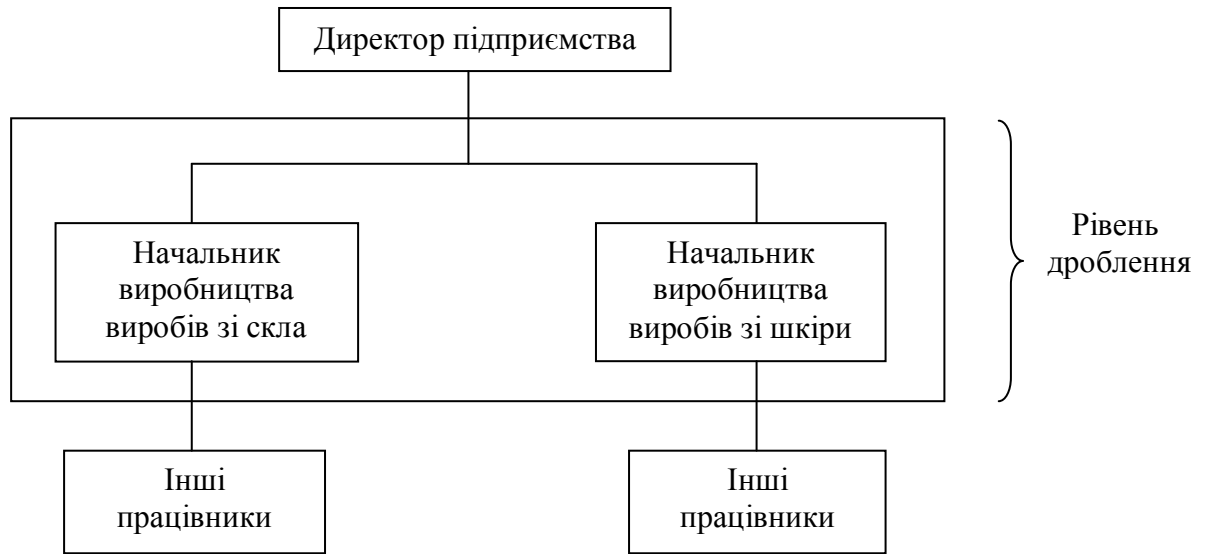 Директор підприємства
Начальник
виробництва
виробів зі скла
Начальник
виробництва
виробів зі шкіри
Рівень
дроблення
Інші
працівники
Інші
працівники